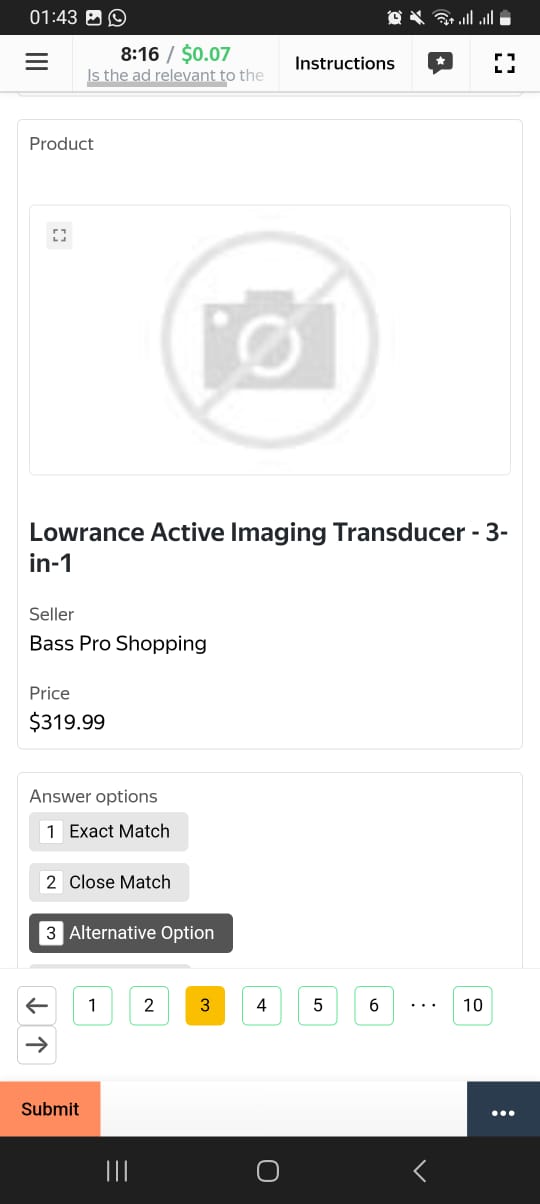 01:43
8:16 / $0.07
Is the ad relevant to the
Instructions
Product
Lowrance Active Imaging Transducer - 3-
in-1
Seller
Bass Pro Shopping
Price
$319.99
Answer options
1 Exact Match
2 Close Match
3 Alternative Option
1 2 3 4 5 6 ... 10
Submit